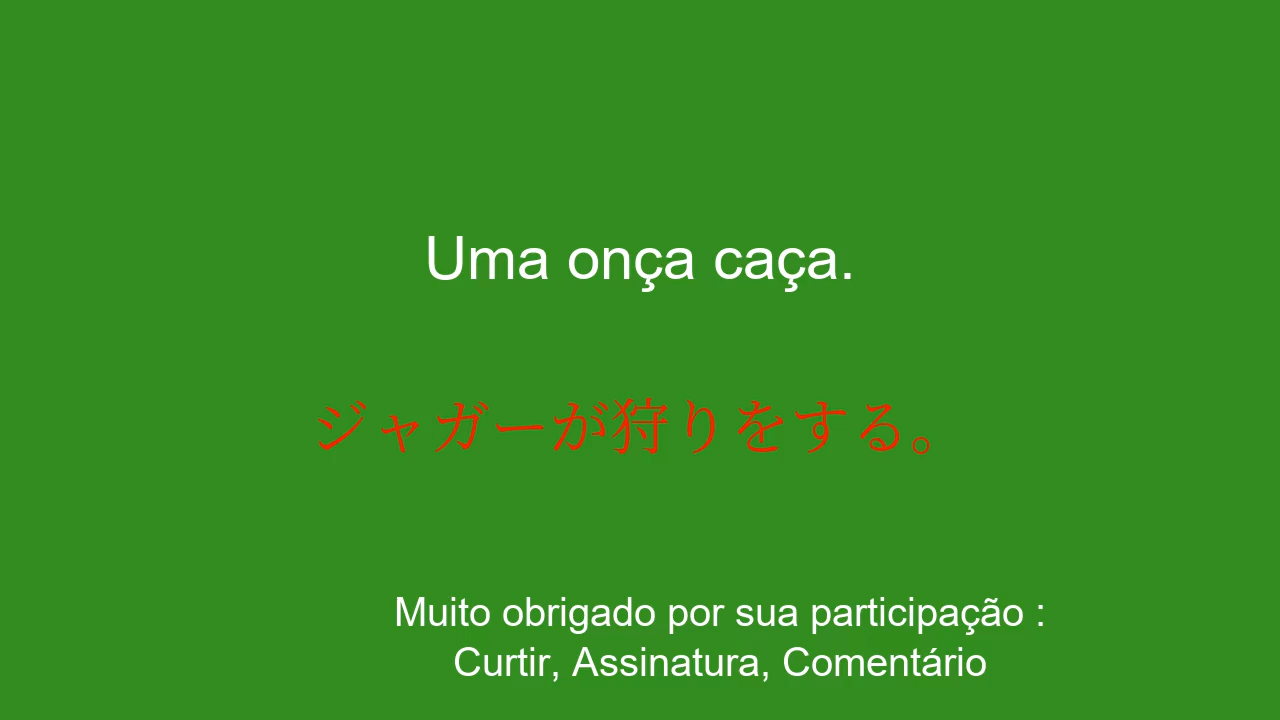 Uma onça caça.
ジャガーが狩りをする。
Muito obrigado por sua participação :
Curtir, Assinatura, Comentário